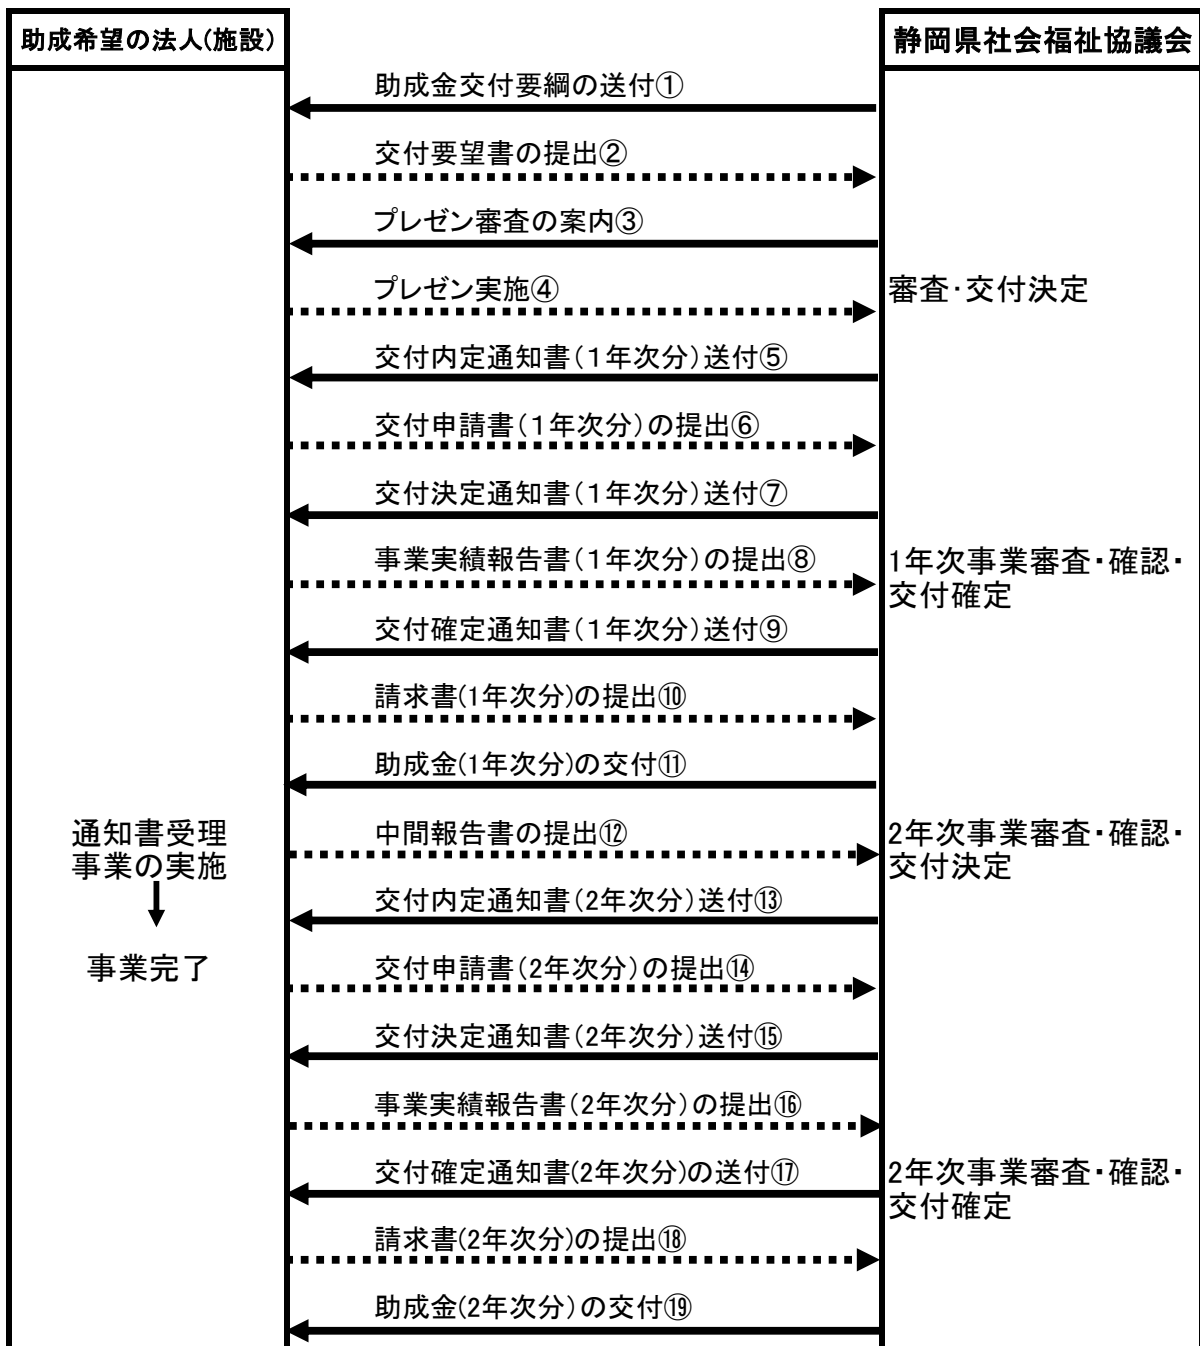 助成希望の法人(施設)
静岡県社会福祉協議会
助成金交付要綱の送付①
交付要望書の提出②
プレゼン審査の案内③
プレゼン実施④
審査･交付決定
交付内定通知書(１年次分)送付⑤
交付申請書(１年次分)の提出⑥
交付決定通知書(１年次分)送付⑦
事業実績報告書(１年次分)の提出⑧
1年次事業審査・確認・
交付確定
交付確定通知書(１年次分)送付⑨
請求書(1年次分)の提出⑩
助成金(1年次分)の交付⑪
通知書受理
事業の実施
中間報告書の提出⑫
2年次事業審査・確認・
交付決定
交付内定通知書(2年次分)送付⑬
事業完了
交付申請書(2年次分)の提出⑭
交付決定通知書(2年次分)送付⑮
事業実績報告書(2年次分)の提出⑯
交付確定通知書(2年次分)の送付⑰
2年次事業審査・確認・
交付確定
請求書(2年次分)の提出⑱
助成金(2年次分)の交付⑲